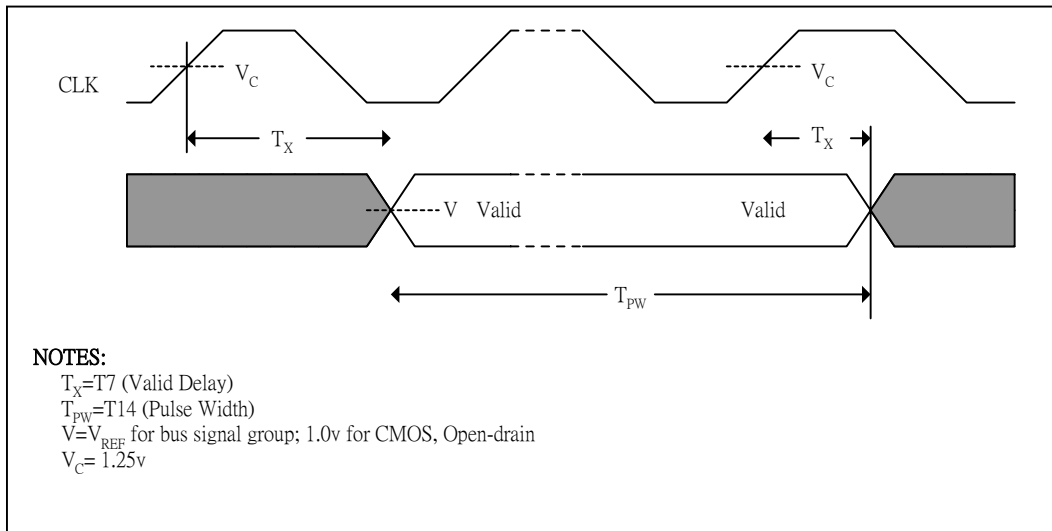 V_C
V_C
CLK
T_X
T_X
V Valid
Valid
T_PW
NOTES:
T_X=T7 (Valid Delay)
T_PW=T14 (Pulse Width)
V=V_REF for bus signal group; 1.0v for CMOS, Open-drain
V_C= 1.25v